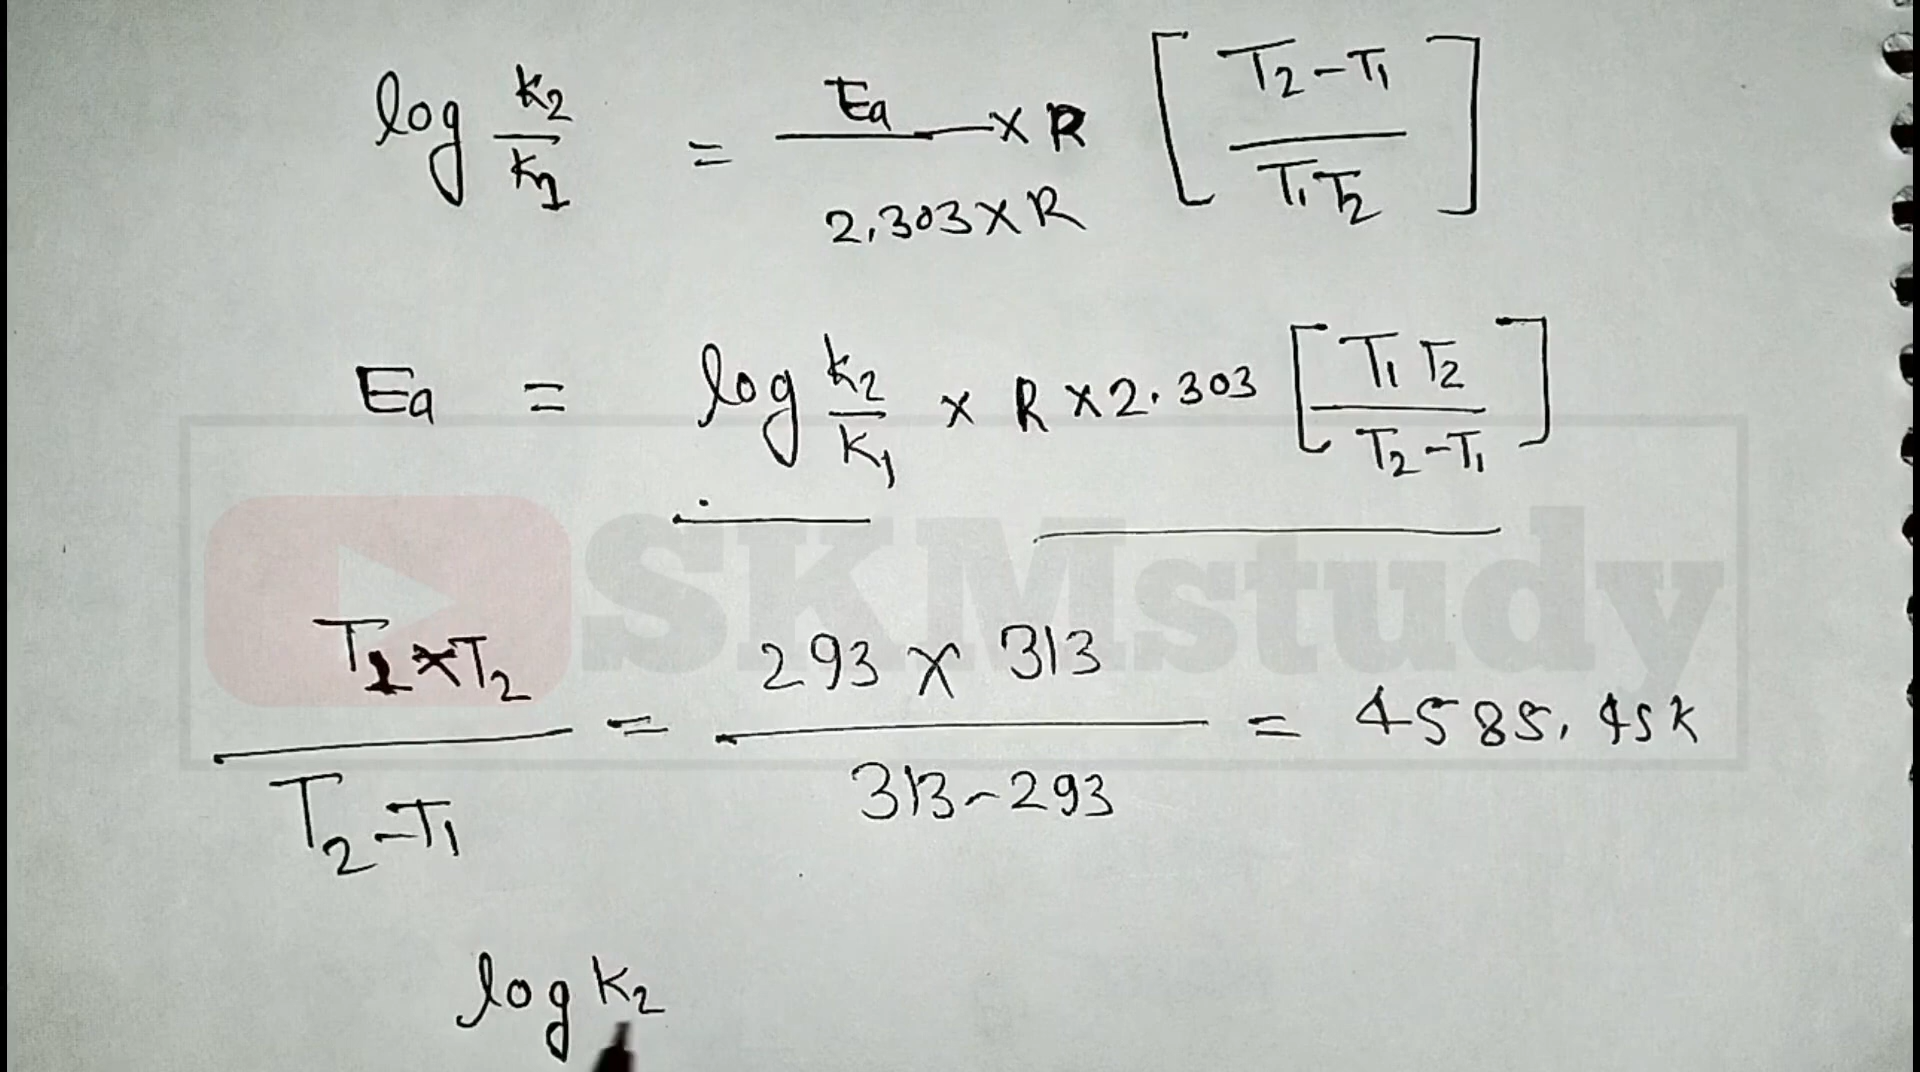 log K2/K1 = Ea × R / 2.303 × R [T2-T1 / T1T2]
Ea = log K2/K1 × R × 2.303 [T1 T2 / T2-T1]
SKMstudy
T1 × T2 / T2-T1 = 293 × 313 / 313-293 = 4585.45K
log K2